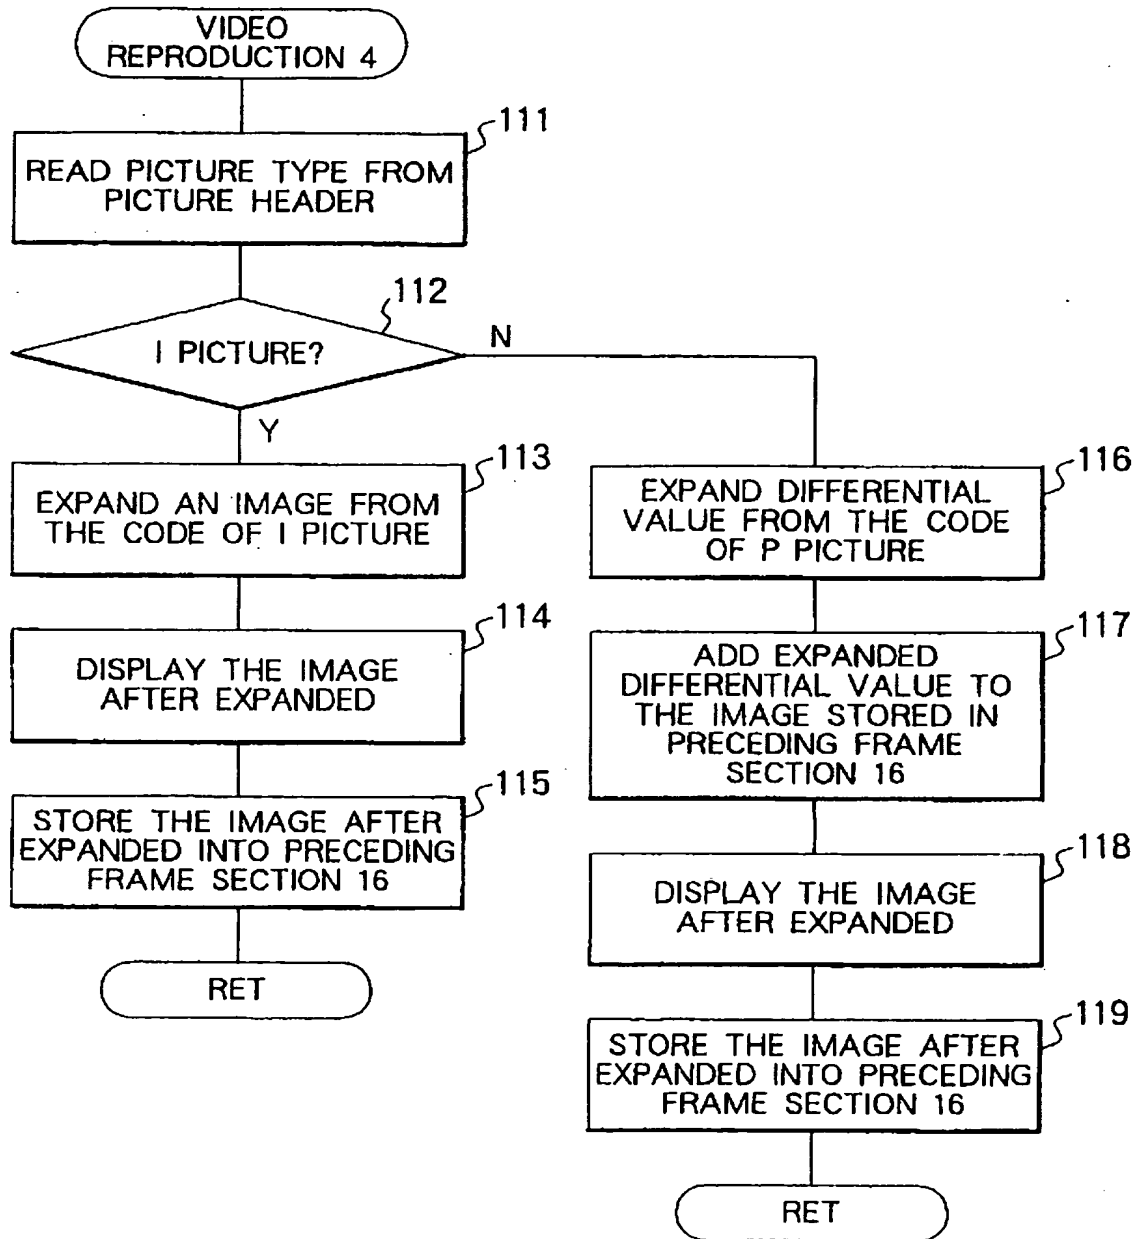 VIDEO
REPRODUCTION 4
111
READ PICTURE TYPE FROM
PICTURE HEADER
112
I PICTURE?
N
Y
113
EXPAND AN IMAGE FROM
THE CODE OF I PICTURE
114
DISPLAY THE IMAGE
AFTER EXPANDED
115
STORE THE IMAGE AFTER
EXPANDED INTO PRECEDING
FRAME SECTION 16
RET
116
EXPAND DIFFERENTIAL
VALUE FROM THE CODE
OF P PICTURE
117
ADD EXPANDED
DIFFERENTIAL VALUE TO
THE IMAGE STORED IN
PRECEDING FRAME
SECTION 16
118
DISPLAY THE IMAGE
AFTER EXPANDED
119
STORE THE IMAGE AFTER
EXPANDED INTO PRECEDING
FRAME SECTION 16
RET